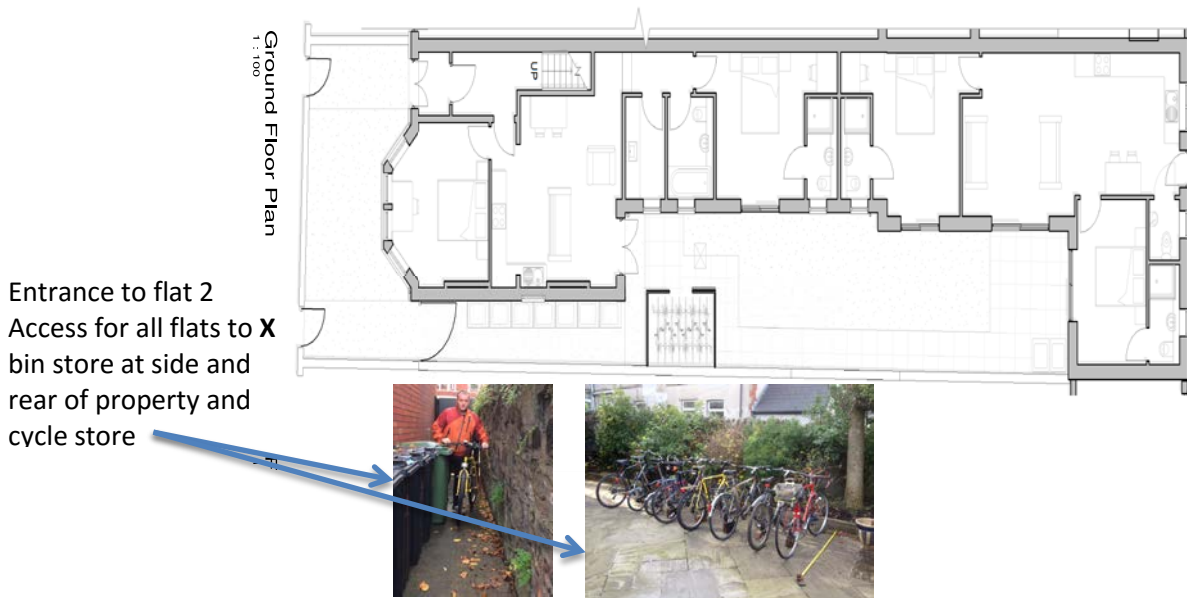 Ground Floor Plan
1 : 100
UP
Entrance to flat 2
Access for all flats to X
bin store at side and
rear of property and
cycle store